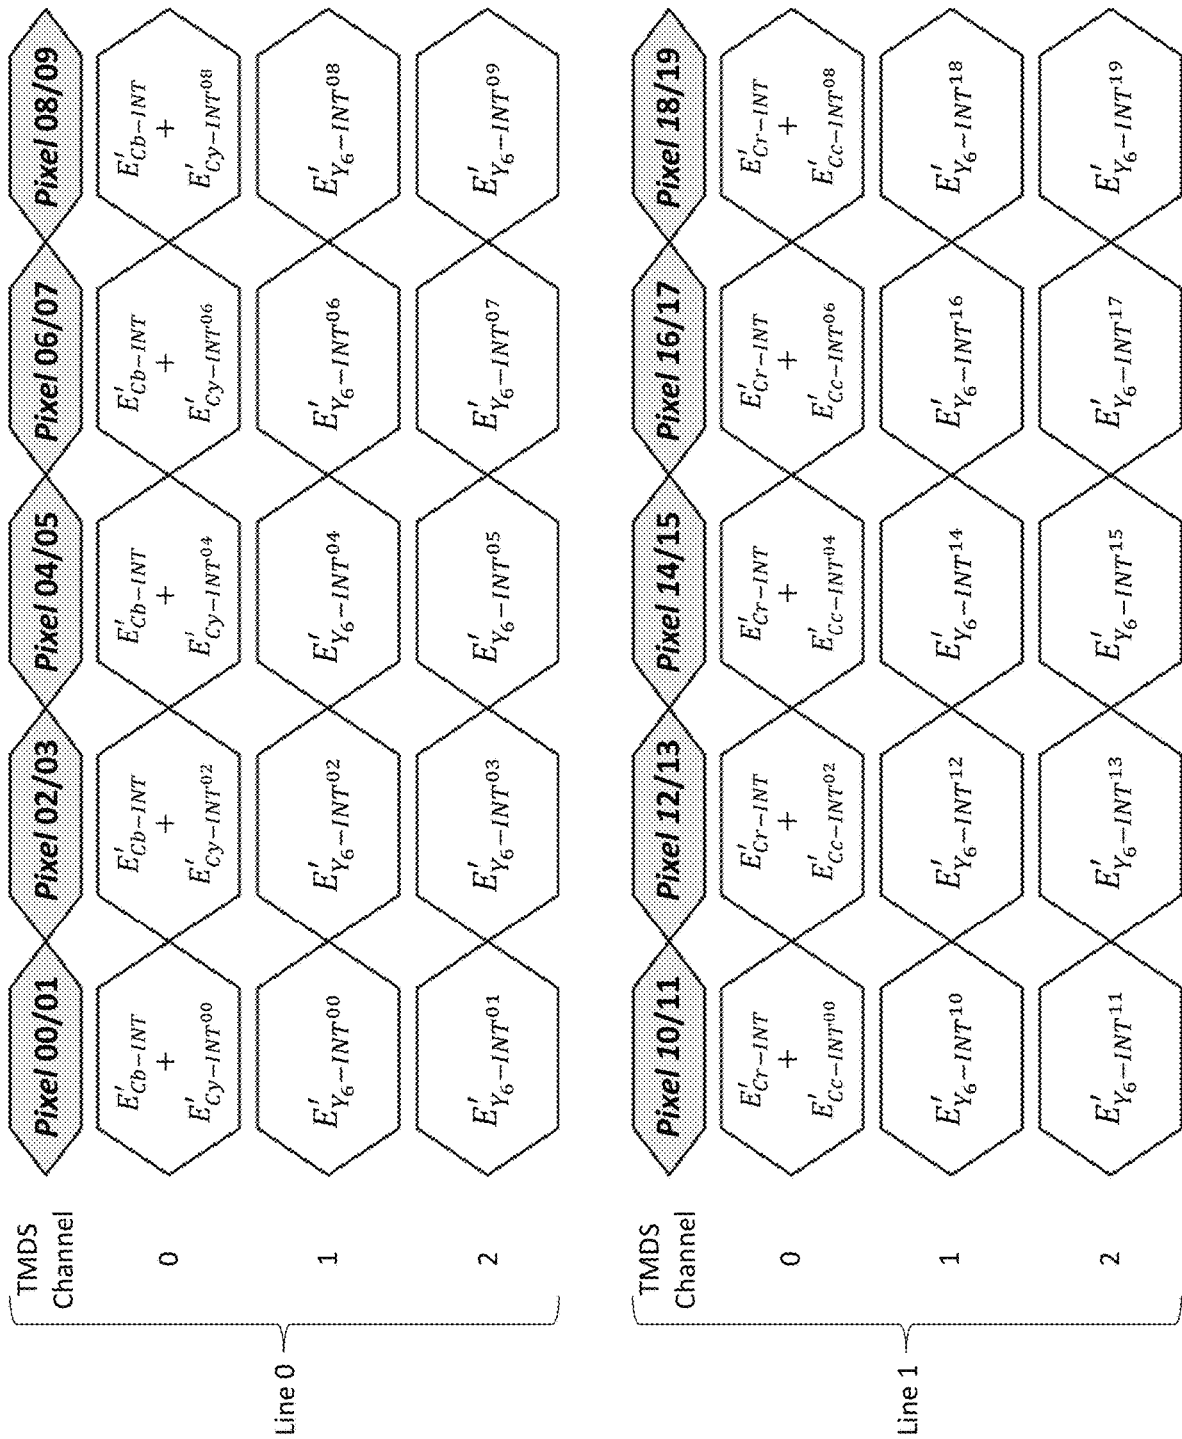 Line 0
TMDS Channel Pixel 00/01 Pixel 02/03 Pixel 04/05 Pixel 06/07 Pixel 08/09
0 E′Cb−INT + E′Cy−INT⁰⁰ E′Cb−INT + E′Cy−INT⁰² E′Cb−INT + E′Cy−INT⁰⁴ E′Cb−INT + E′Cy−INT⁰⁶ E′Cb−INT + E′Cy−INT⁰⁸
1 E′Y₆−INT⁰⁰ E′Y₆−INT⁰² E′Y₆−INT⁰⁴ E′Y₆−INT⁰⁶ E′Y₆−INT⁰⁸
2 E′Y₆−INT⁰¹ E′Y₆−INT⁰³ E′Y₆−INT⁰⁵ E′Y₆−INT⁰⁷ E′Y₆−INT⁰⁹
Line 1
TMDS Channel Pixel 10/11 Pixel 12/13 Pixel 14/15 Pixel 16/17 Pixel 18/19
0 E′Cr−INT + E′Cc−INT⁰⁰ E′Cr−INT + E′Cc−INT⁰² E′Cr−INT + E′Cc−INT⁰⁴ E′Cr−INT + E′Cc−INT⁰⁶ E′Cr−INT + E′Cc−INT⁰⁸
1 E′Y₆−INT¹⁰ E′Y₆−INT¹² E′Y₆−INT¹⁴ E′Y₆−INT¹⁶ E′Y₆−INT¹⁸
2 E′Y₆−INT¹¹ E′Y₆−INT¹³ E′Y₆−INT¹⁵ E′Y₆−INT¹⁷ E′Y₆−INT¹⁹